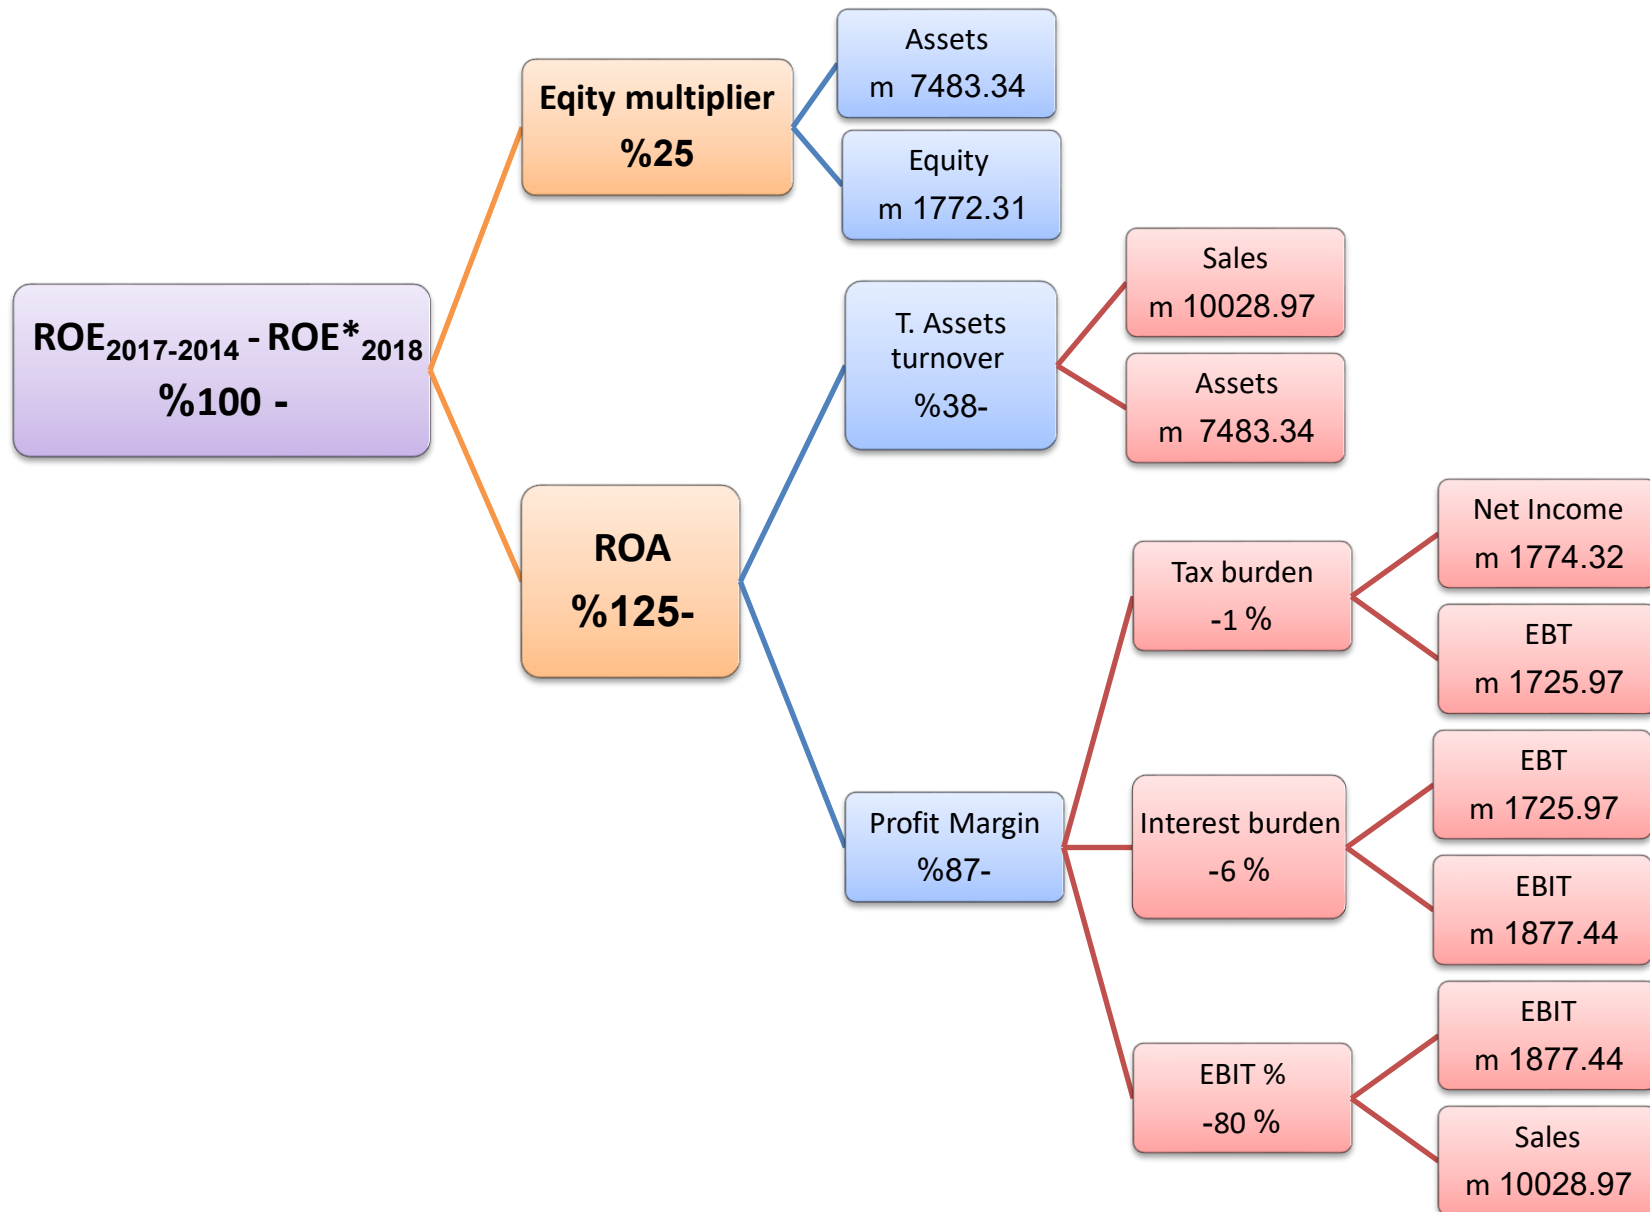 Assets
m 7483.34
Eqity multiplier
%25
Equity
m 1772.31
ROE2017-2014 - ROE*2018
%100 -
T. Assets
turnover
%38-
Sales
m 10028.97
Assets
m 7483.34
ROA
%125-
Profit Margin
%87-
Tax burden
-1 %
Net Income
m 1774.32
EBT
m 1725.97
Interest burden
-6 %
EBT
m 1725.97
EBIT
m 1877.44
EBIT %
-80 %
EBIT
m 1877.44
Sales
m 10028.97